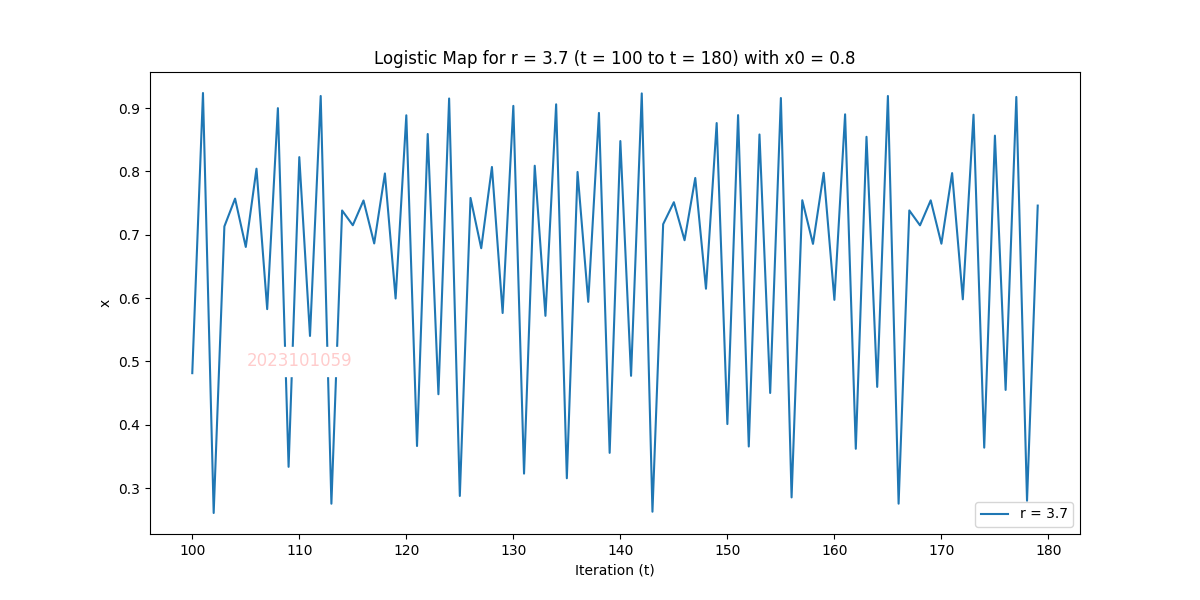 Logistic Map for r = 3.7 (t = 100 to t = 180) with x0 = 0.8
0.9
0.8
0.7
0.6
0.5
0.4
0.3
x
2023101059
r = 3.7
100 110 120 130 140 150 160 170 180
Iteration (t)